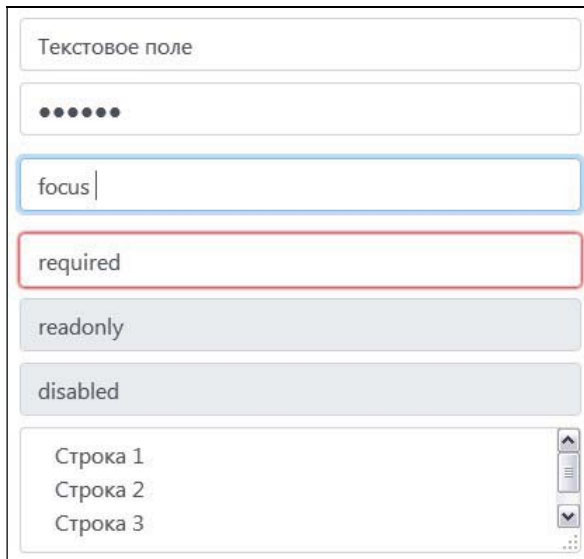 Текстовое поле
●●●●●●
focus
required
readonly
disabled
Строка 1
Строка 2
Строка 3